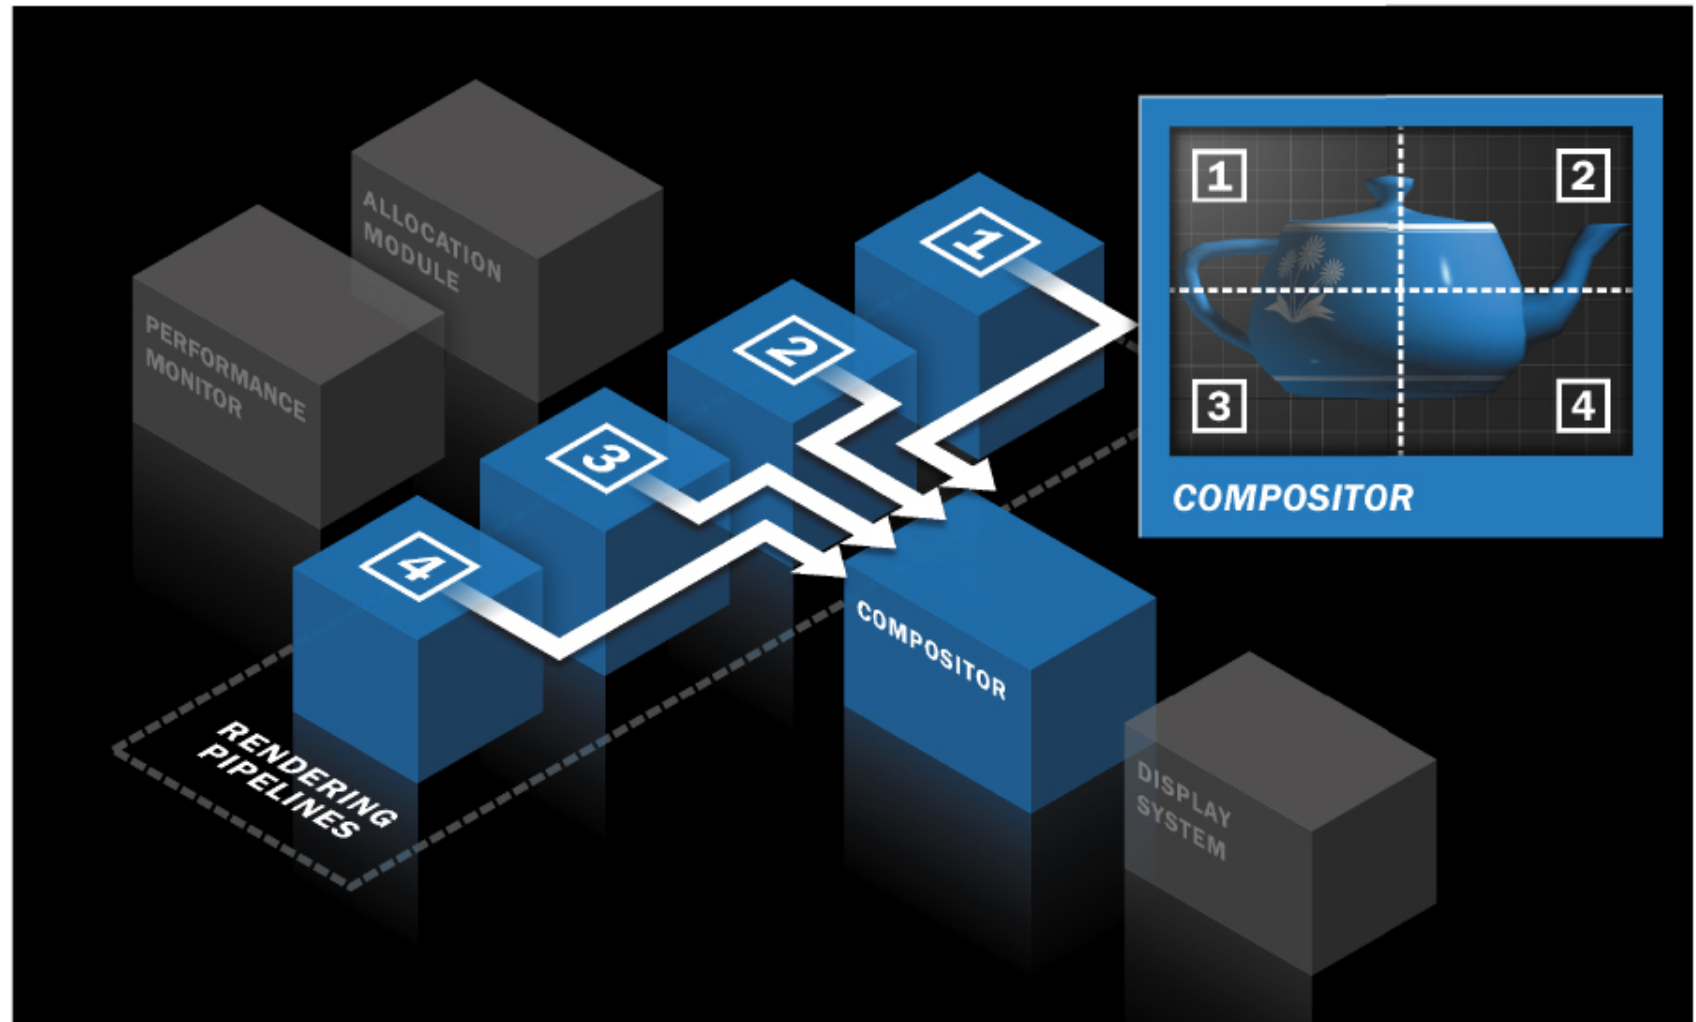 ALLOCATION
MODULE
PERFORMANCE
MONITOR
1
2
3
4
RENDERING
PIPELINES
COMPOSITOR
DISPLAY
SYSTEM
1
2
3
4
COMPOSITOR